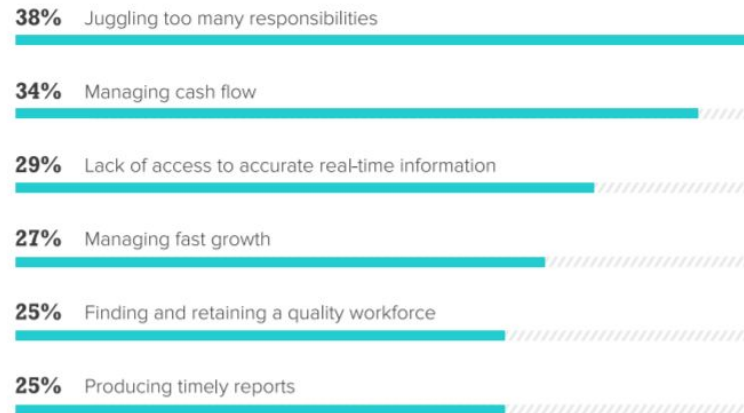 38% Juggling too many responsibilities
34% Managing cash flow
29% Lack of access to accurate real-time information
27% Managing fast growth
25% Finding and retaining a quality workforce
25% Producing timely reports